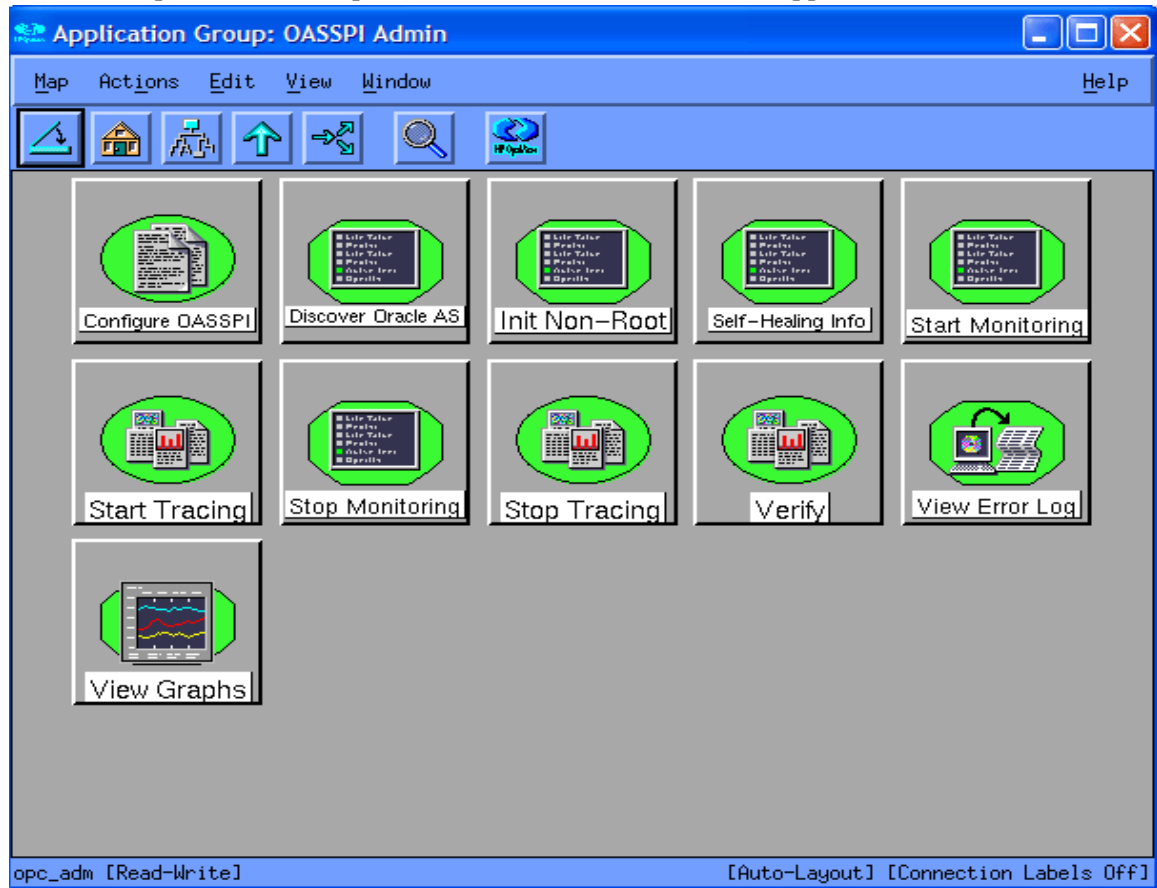 Application Group: OASSPI Admin
Map Actions Edit View Window Help
HP OpenView
Configure OASSPI
Discover Oracle AS
Init Non-Root
Self-Healing Info
Start Monitoring
Start Tracing
Stop Monitoring
Stop Tracing
Verify
View Error Log
View Graphs
opc_adm [Read-Write] [Auto-Layout] [Connection Labels Off]